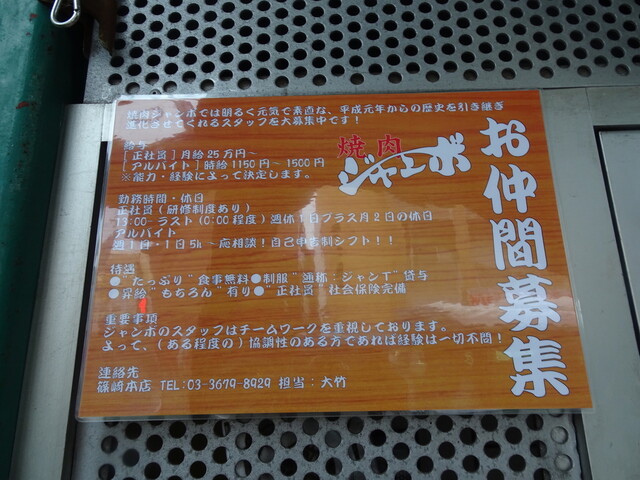 焼肉ジャンボでは明るく元気で素直な、平成元年からの歴史を引き継ぎ
進化させてくれるスタッフを大募集中です！
お仲間募集
焼肉
ジャンボ
給与
[正社員] 月給25万円～
[アルバイト] 時給1150円～1500円
※能力・経験によって決定します。
勤務時間・休日
正社員(研修制度あり)
13:00-ラスト(0:00程度)週休1日プラス月2日の休日
アルバイト
週1日・1日5h～応相談！自己申告制シフト！！
待遇
●"たっぷり"食事無料●制服"通称：ジャンT"貸与
●昇給"もちろん"有り●"正社員"社会保険完備
重要事項
ジャンボのスタッフはチームワークを重視しております。
よって、(ある程度の)協調性のある方であれば経験は一切不問！
連絡先
篠崎本店 TEL:03-3679-8929 担当：大竹